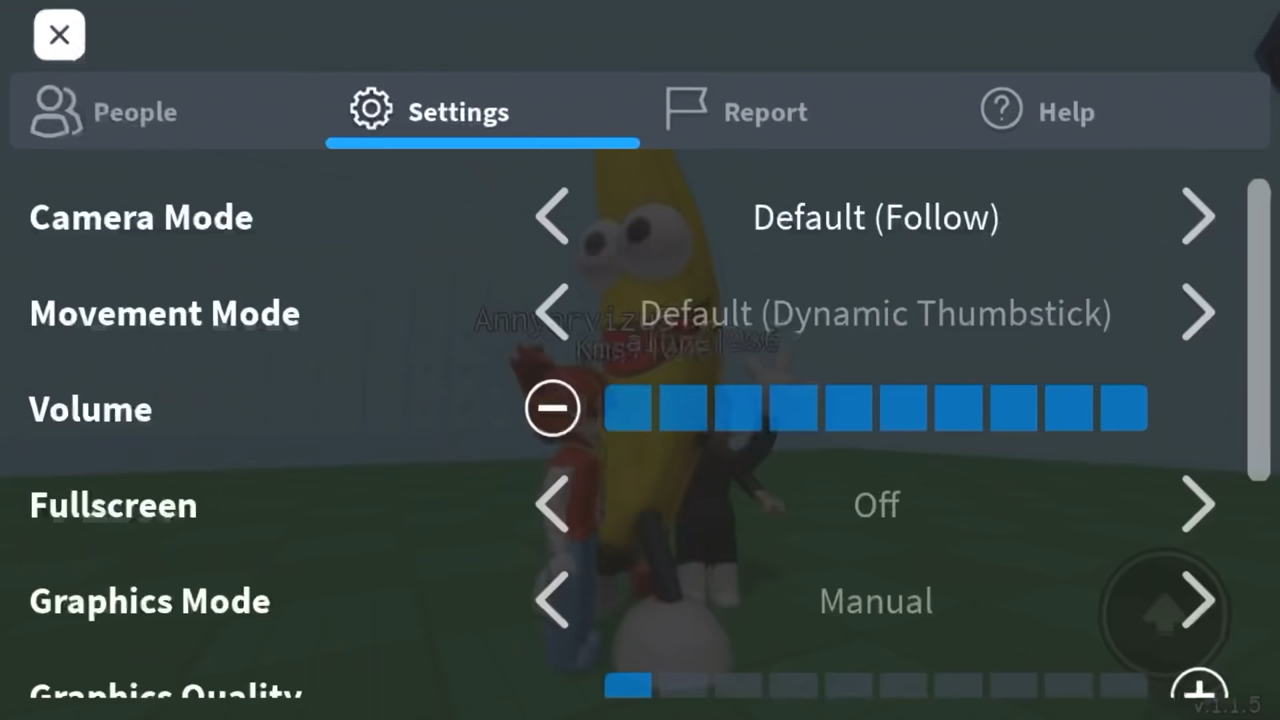 People
Settings
Report
Help
Camera Mode
Default (Follow)
Movement Mode
Default (Dynamic Thumbstick)
Volume
Fullscreen
Off
Graphics Mode
Manual
Graphics Quality
v.1.1.5